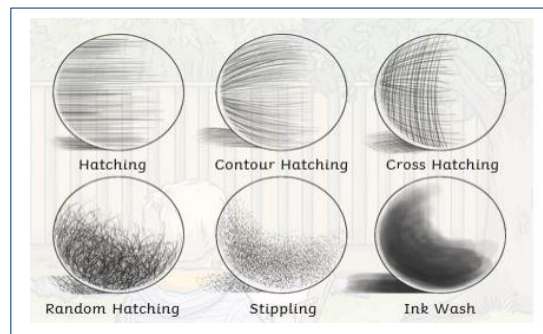 Hatching
Contour Hatching
Cross Hatching
Random Hatching
Stippling
Ink Wash